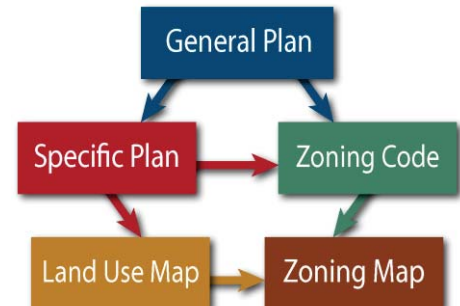 General Plan
Specific Plan
Zoning Code
Land Use Map
Zoning Map